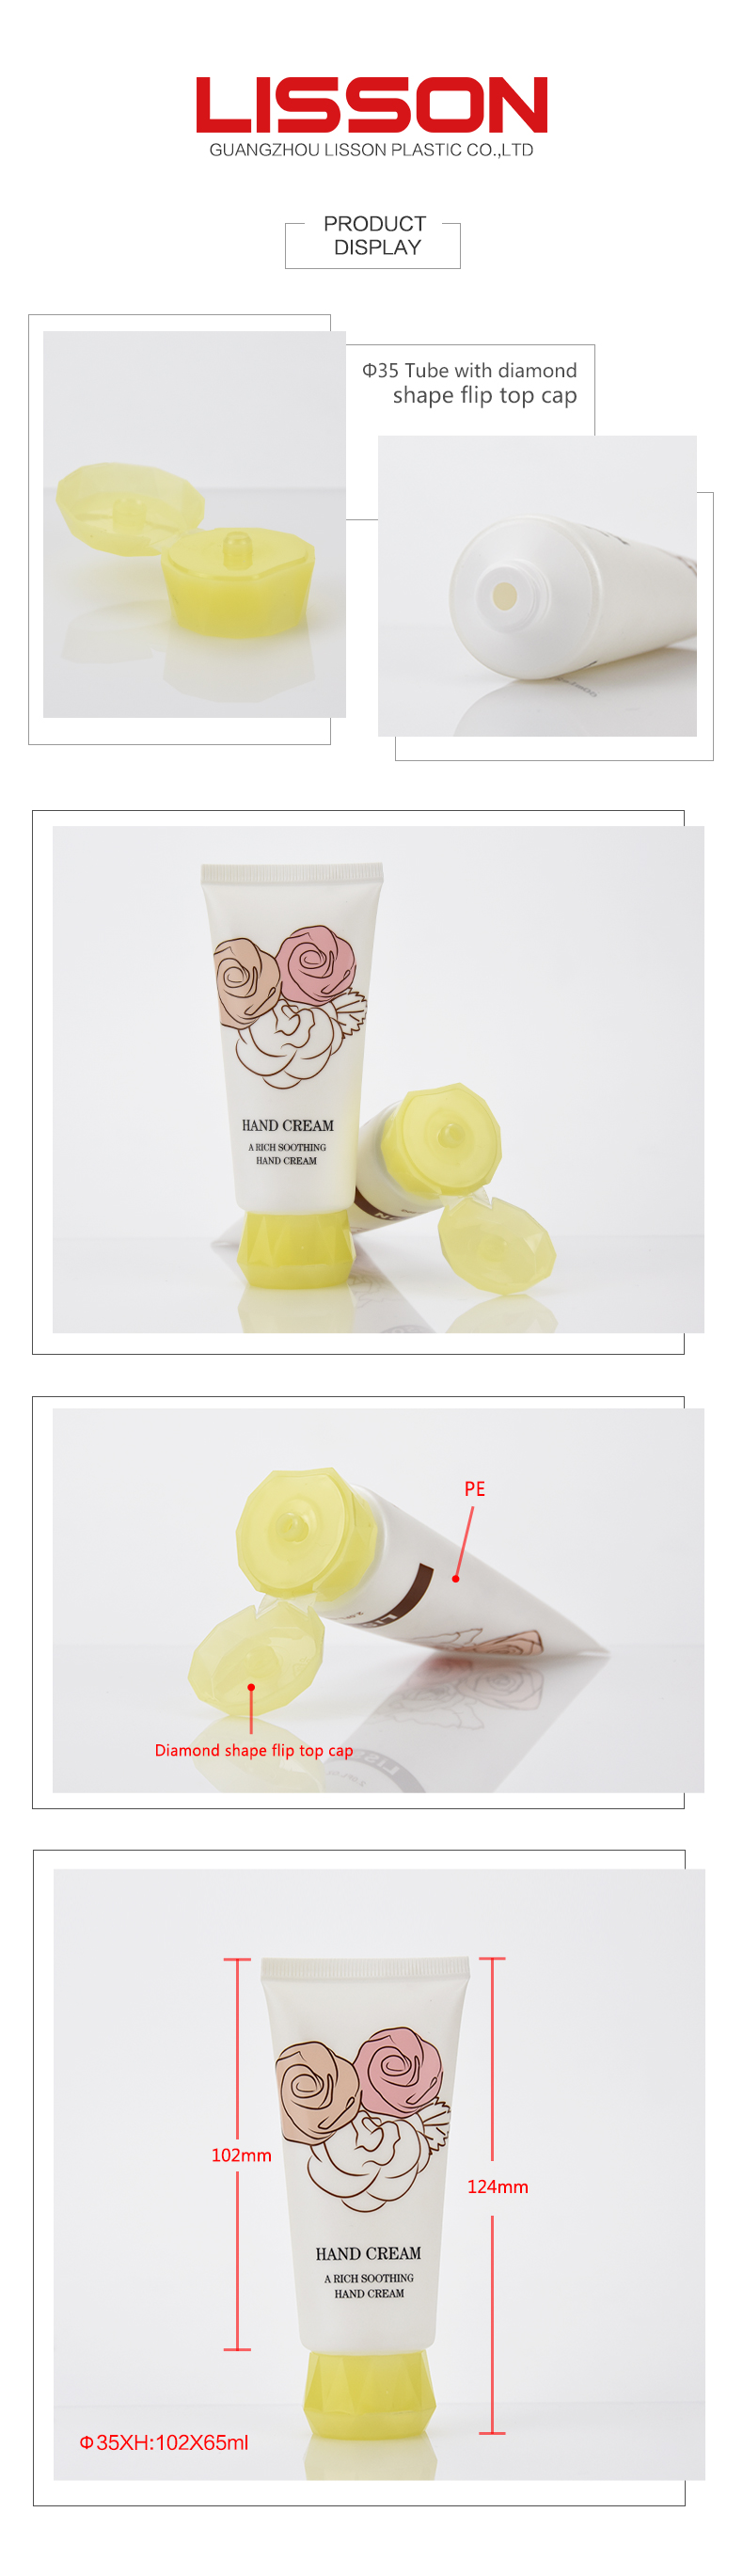 LISSON
GUANGZHOU LISSON PLASTIC CO.,LTD
PRODUCT
DISPLAY
Φ35 Tube with diamond
shape flip top cap
HAND CREAM
A RICH SOOTHING
HAND CREAM
PE
Diamond shape flip top cap
102mm
124mm
HAND CREAM
A RICH SOOTHING
HAND CREAM
Φ35XH:102X65ml